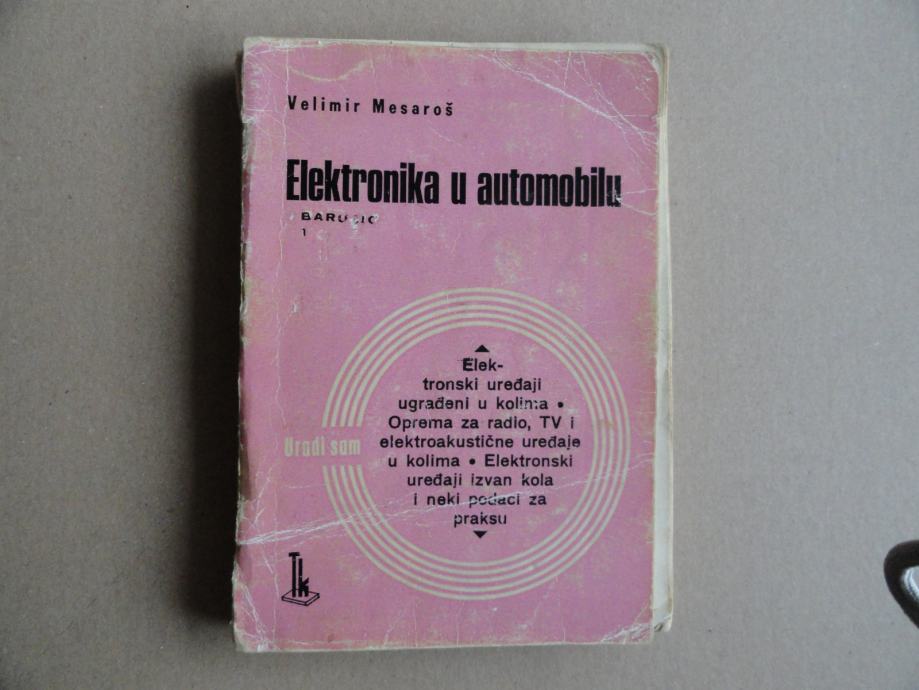 Velimir Mesaroš
Elektronika u automobilu
1
Uradi sam
Elek-
tronski uređaji
ugrađeni u kolima •
Oprema za radio, TV i
elektroakustične uređaje
u kolima • Elektronski
uređaji izvan kola
i neki podaci za
praksu
Tk